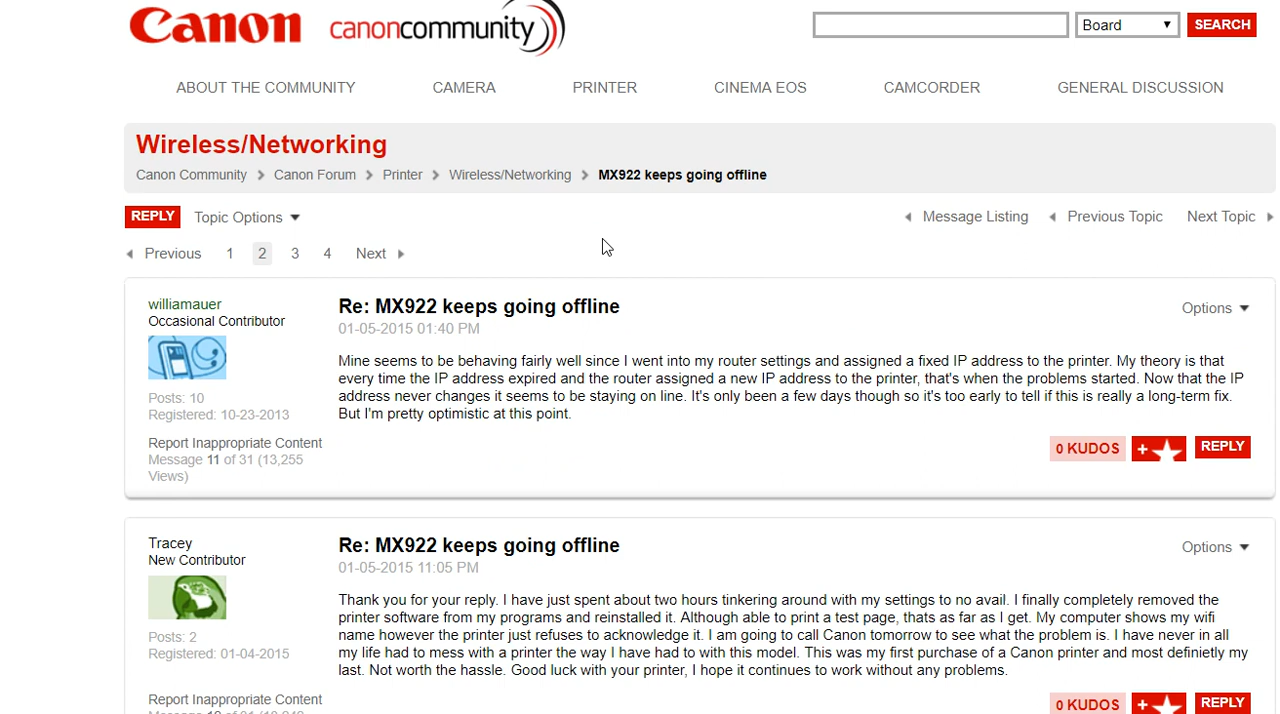 Canon canoncommunity
Board SEARCH
ABOUT THE COMMUNITY CAMERA PRINTER CINEMA EOS CAMCORDER GENERAL DISCUSSION
Wireless/Networking
Canon Community Canon Forum Printer Wireless/Networking MX922 keeps going offline
REPLY Topic Options Message Listing Previous Topic Next Topic
Previous 1 2 3 4 Next
williamauer
Occasional Contributor
Posts: 10
Registered: 10-23-2013
Report Inappropriate Content
Message 11 of 31 (13,255
Views)
Re: MX922 keeps going offline Options
01-05-2015 01:40 PM
Mine seems to be behaving fairly well since I went into my router settings and assigned a fixed IP address to the printer. My theory is that
every time the IP address expired and the router assigned a new IP address to the printer, that's when the problems started. Now that the IP
address never changes it seems to be staying on line. It's only been a few days though so it's too early to tell if this is really a long-term fix.
But I'm pretty optimistic at this point.
0 KUDOS + REPLY
Tracey
New Contributor
Posts: 2
Registered: 01-04-2015
Report Inappropriate Content
Re: MX922 keeps going offline Options
01-05-2015 11:05 PM
Thank you for your reply. I have just spent about two hours tinkering around with my settings to no avail. I finally completely removed the
printer software from my programs and reinstalled it. Although able to print a test page, thats as far as I get. My computer shows my wifi
name however the printer just refuses to acknowledge it. I am going to call Canon tomorrow to see what the problem is. I have never in all
my life had to mess with a printer the way I have had to with this model. This was my first purchase of a Canon printer and most definietly my
last. Not worth the hassle. Good luck with your printer, I hope it continues to work without any problems.
0 KUDOS + REPLY